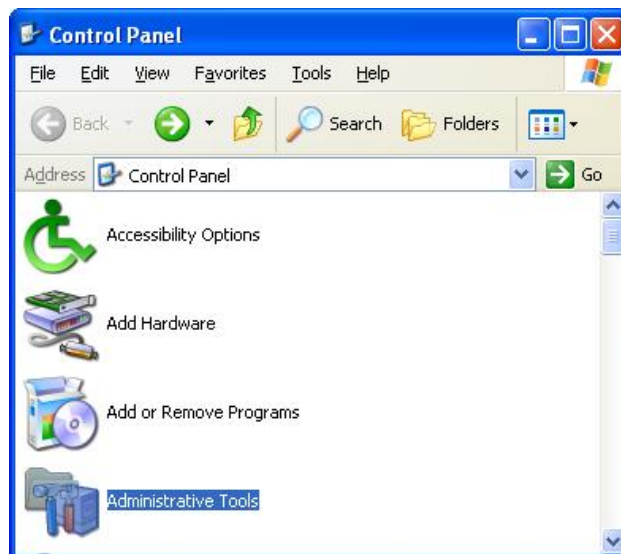 Control Panel
File Edit View Favorites Tools Help
Back Search Folders
Address Control Panel Go
Accessibility Options
Add Hardware
Add or Remove Programs
Administrative Tools